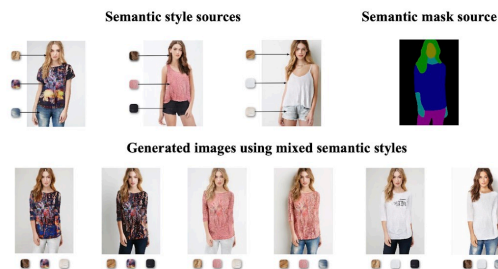 Semantic style sources
Semantic mask source
Generated images using mixed semantic styles